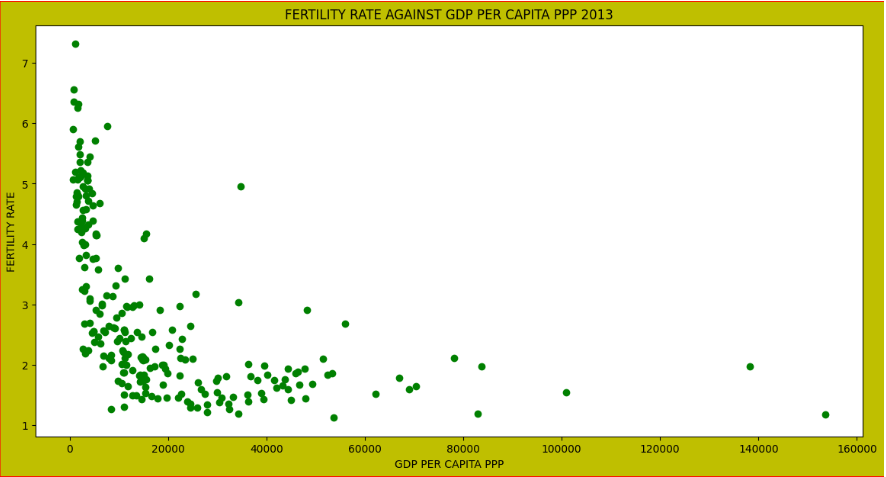 FERTILITY RATE AGAINST GDP PER CAPITA PPP 2013
7
6
5
4
3
2
1
FERTILITY RATE
0 20000 40000 60000 80000 100000 120000 140000 160000
GDP PER CAPITA PPP